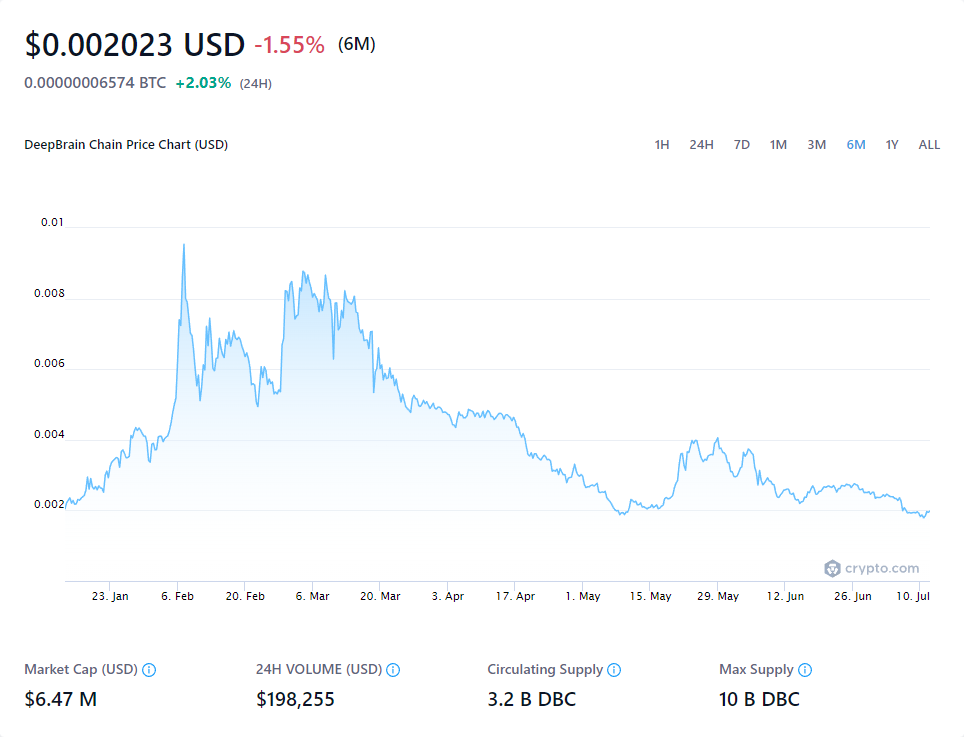 $0.002023 USD -1.55% (6M)
0.00000006574 BTC +2.03% (24H)
DeepBrain Chain Price Chart (USD) 1H 24H 7D 1M 3M 6M 1Y ALL
0.01
0.008
0.006
0.004
0.002
crypto.com
23. Jan 6. Feb 20. Feb 6. Mar 20. Mar 3. Apr 17. Apr 1. May 15. May 29. May 12. Jun 26. Jun 10. Jul
Market Cap (USD) 24H VOLUME (USD) Circulating Supply Max Supply
$6.47 M $198,255 3.2 B DBC 10 B DBC